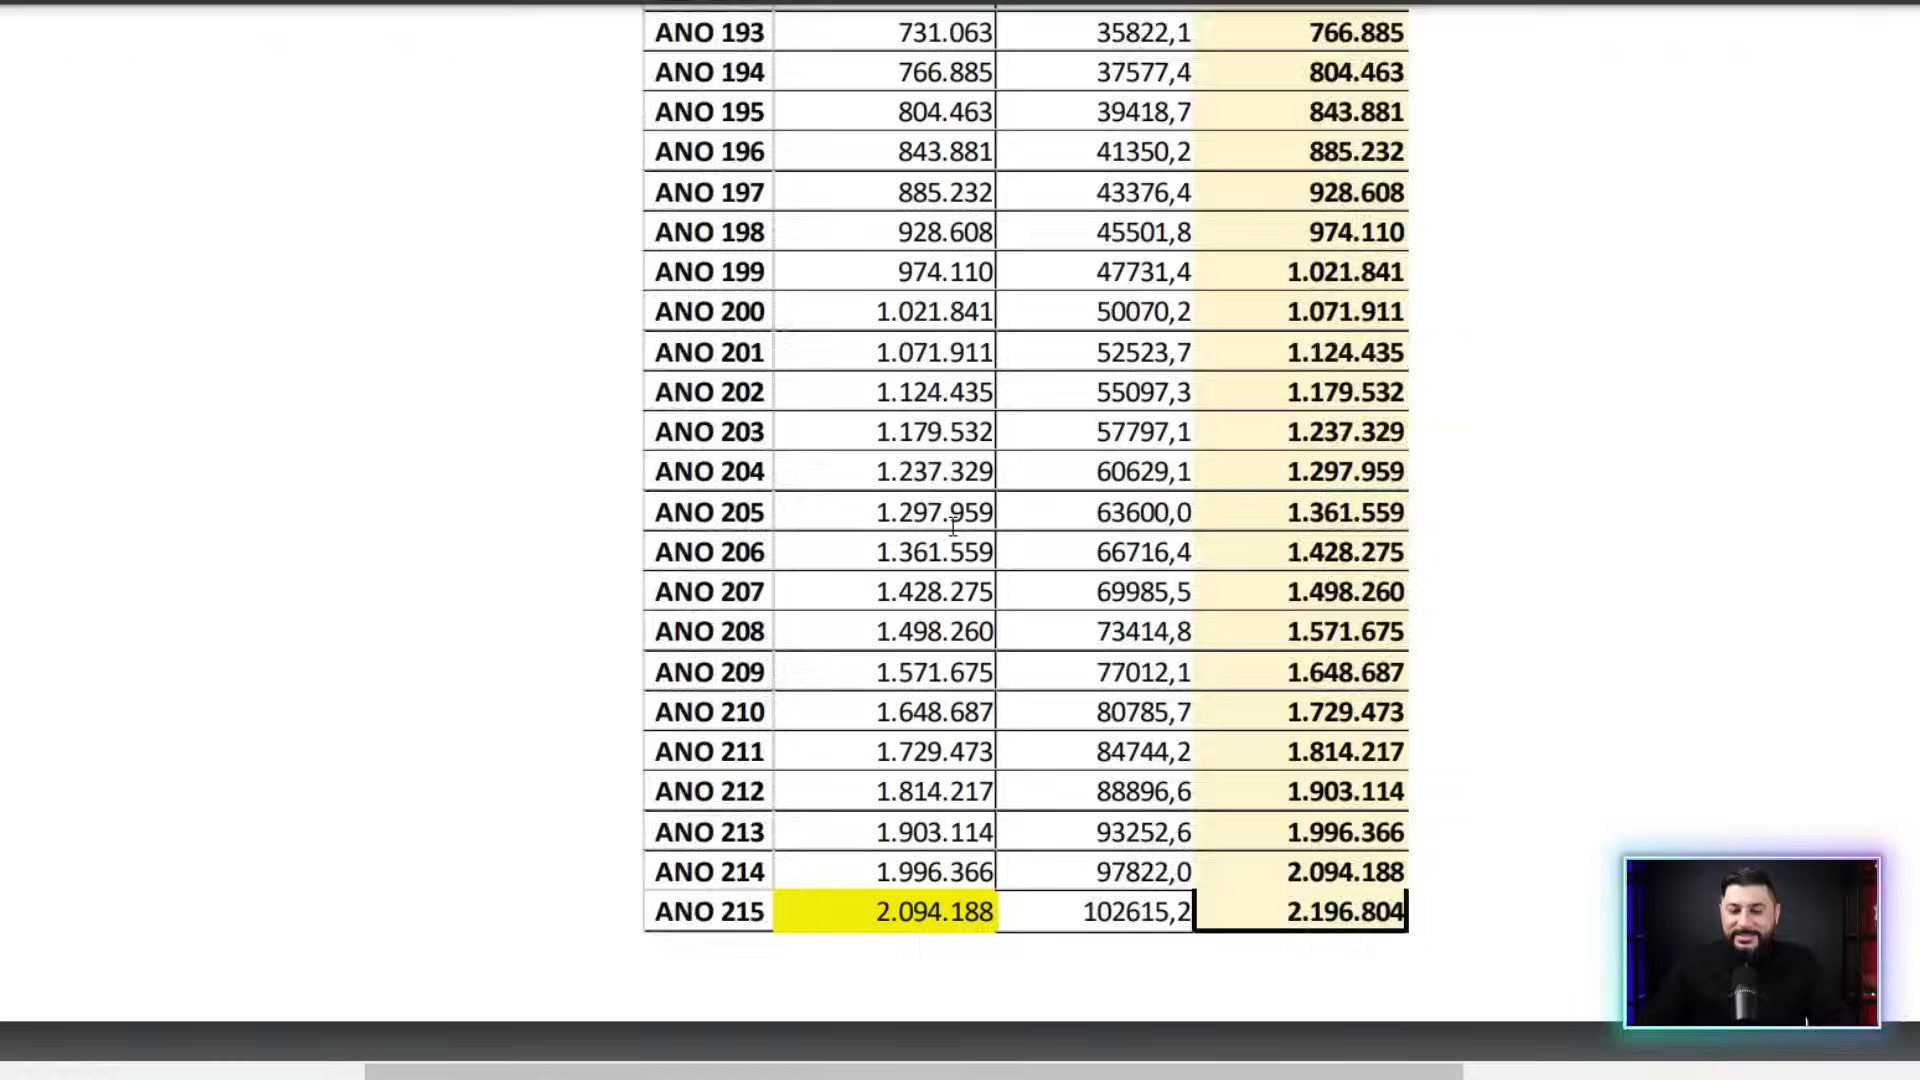 ANO 193 731.063 35822,1 766.885
ANO 194 766.885 37577,4 804.463
ANO 195 804.463 39418,7 843.881
ANO 196 843.881 41350,2 885.232
ANO 197 885.232 43376,4 928.608
ANO 198 928.608 45501,8 974.110
ANO 199 974.110 47731,4 1.021.841
ANO 200 1.021.841 50070,2 1.071.911
ANO 201 1.071.911 52523,7 1.124.435
ANO 202 1.124.435 55097,3 1.179.532
ANO 203 1.179.532 57797,1 1.237.329
ANO 204 1.237.329 60629,1 1.297.959
ANO 205 1.297.959 63600,0 1.361.559
ANO 206 1.361.559 66716,4 1.428.275
ANO 207 1.428.275 69985,5 1.498.260
ANO 208 1.498.260 73414,8 1.571.675
ANO 209 1.571.675 77012,1 1.648.687
ANO 210 1.648.687 80785,7 1.729.473
ANO 211 1.729.473 84744,2 1.814.217
ANO 212 1.814.217 88896,6 1.903.114
ANO 213 1.903.114 93252,6 1.996.366
ANO 214 1.996.366 97822,0 2.094.188
ANO 215 2.094.188 102615,2 2.196.804